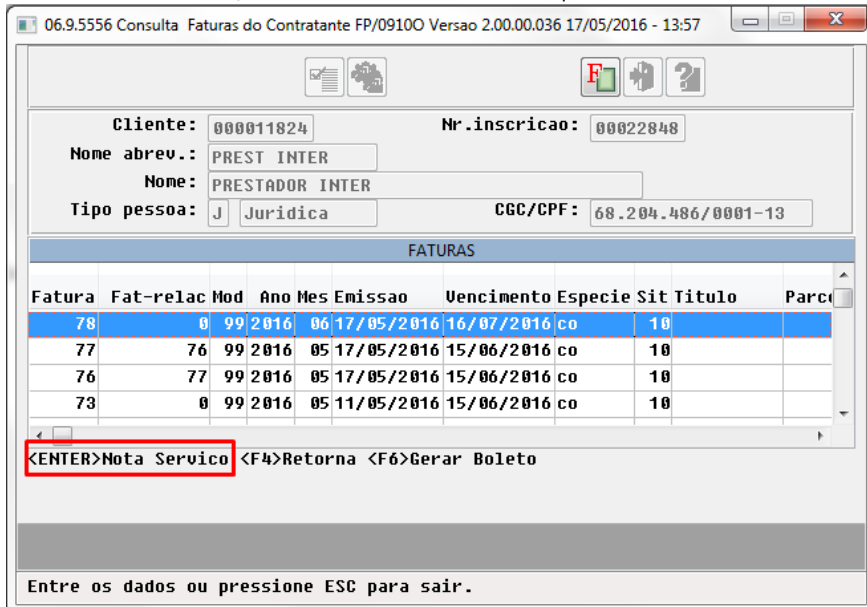 06.9.5556 Consulta Faturas do Contratante FP/0910O Versao 2.00.00.036 17/05/2016 - 13:57
Cliente: 000011824 Nr.inscricao: 00022848
Nome abrev.: PREST INTER
Nome: PRESTADOR INTER
Tipo pessoa: J Juridica CGC/CPF: 68.204.486/0001-13
FATURAS
Fatura Fat-relac Mod Ano Mes Emissao Vencimento Especie Sit Titulo Parce
78 0 99 2016 06 17/05/2016 16/07/2016 co 10
77 76 99 2016 05 17/05/2016 15/06/2016 co 10
76 77 99 2016 05 17/05/2016 15/06/2016 co 10
73 0 99 2016 05 11/05/2016 15/06/2016 co 10
<ENTER>Nota Servico <F4>Retorna <F6>Gerar Boleto
Entre os dados ou pressione ESC para sair.